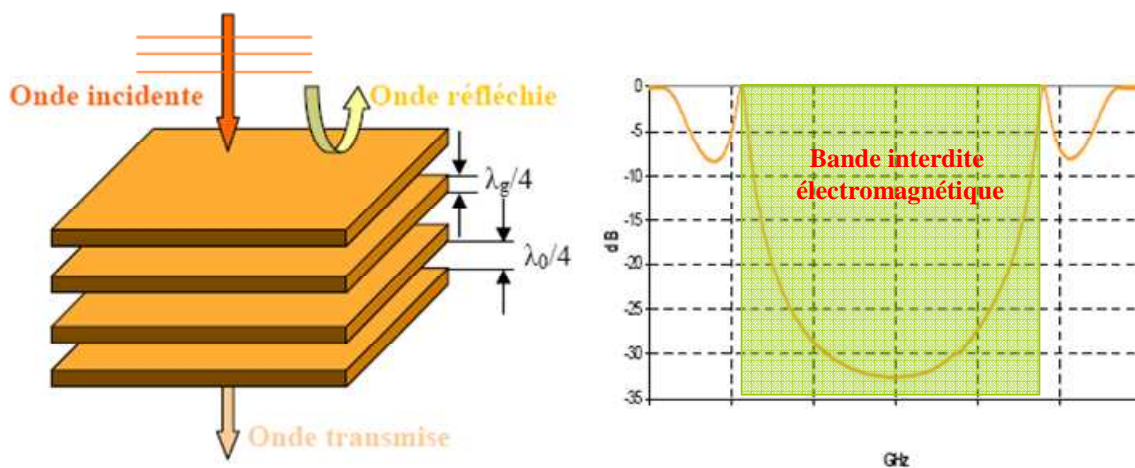 Onde incidente
Onde réfléchie
λg/4
λ0/4
Onde transmise
0
-5
-10
-15
-20
-25
-30
-35
dB
Bande interdite
électromagnétique
GHz